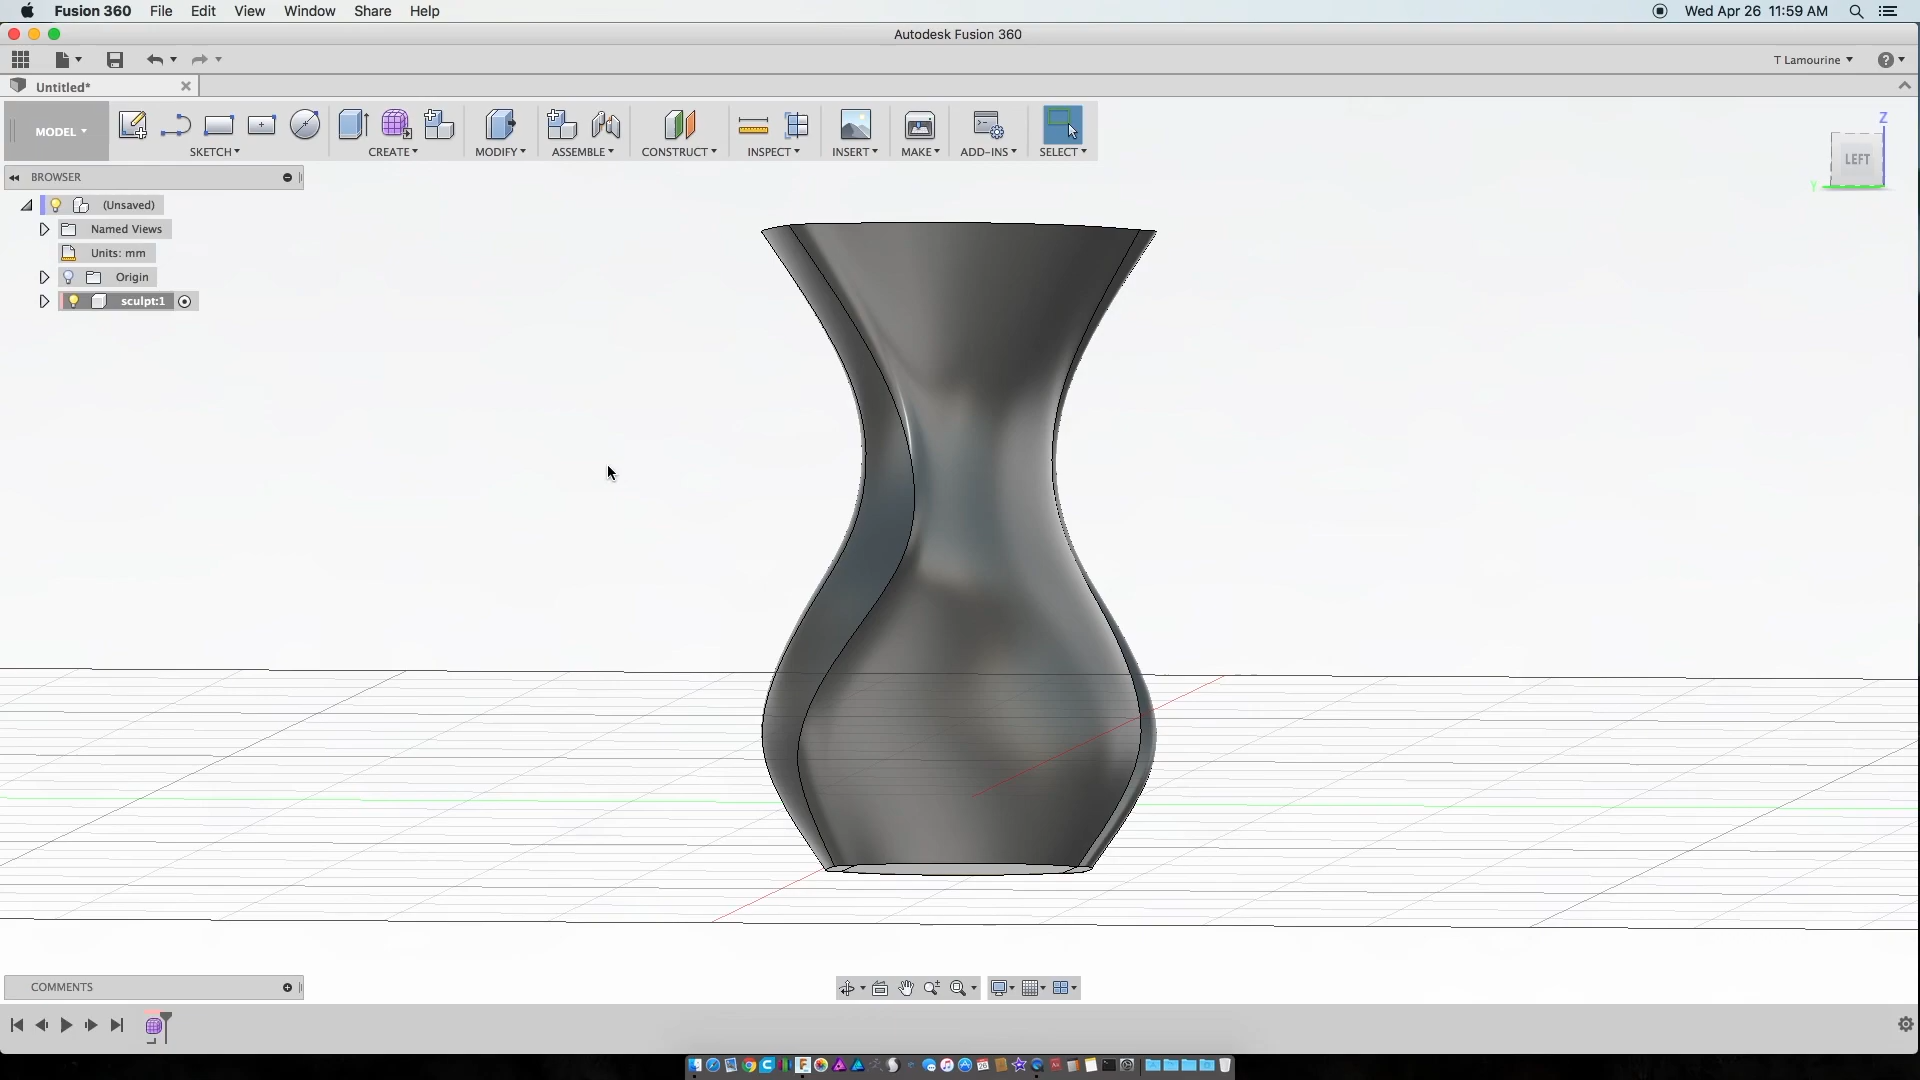 Fusion 360 File Edit View Window Share Help Wed Apr 26 11:59 AM
Autodesk Fusion 360
T Lamourine
Untitled*
MODEL
SKETCH CREATE MODIFY ASSEMBLE CONSTRUCT INSPECT INSERT MAKE ADD-INS SELECT
Z
LEFT
Y
BROWSER
(Unsaved)
Named Views
Units: mm
Origin
sculpt:1
COMMENTS